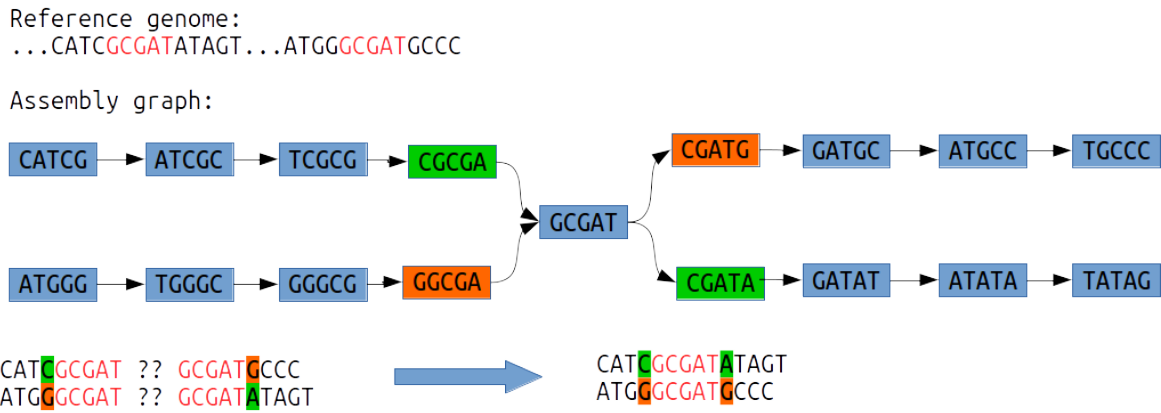 Reference genome:
...CATCGCGATATAGT...ATGGGCGATGCCC
Assembly graph:
CATCG ATCGC TCGCG CGCGA CGATG GATGC ATGCC TGCCC
GCGAT
ATGGG TGGGC GGGCG GGCGA CGATA GATAT ATATA TATAG
CATCGCGAT ?? GCGATGCCC
ATGGGCGAT ?? GCGATATAGT
CATCGCGATATAGT
ATGGGCGATGCCC